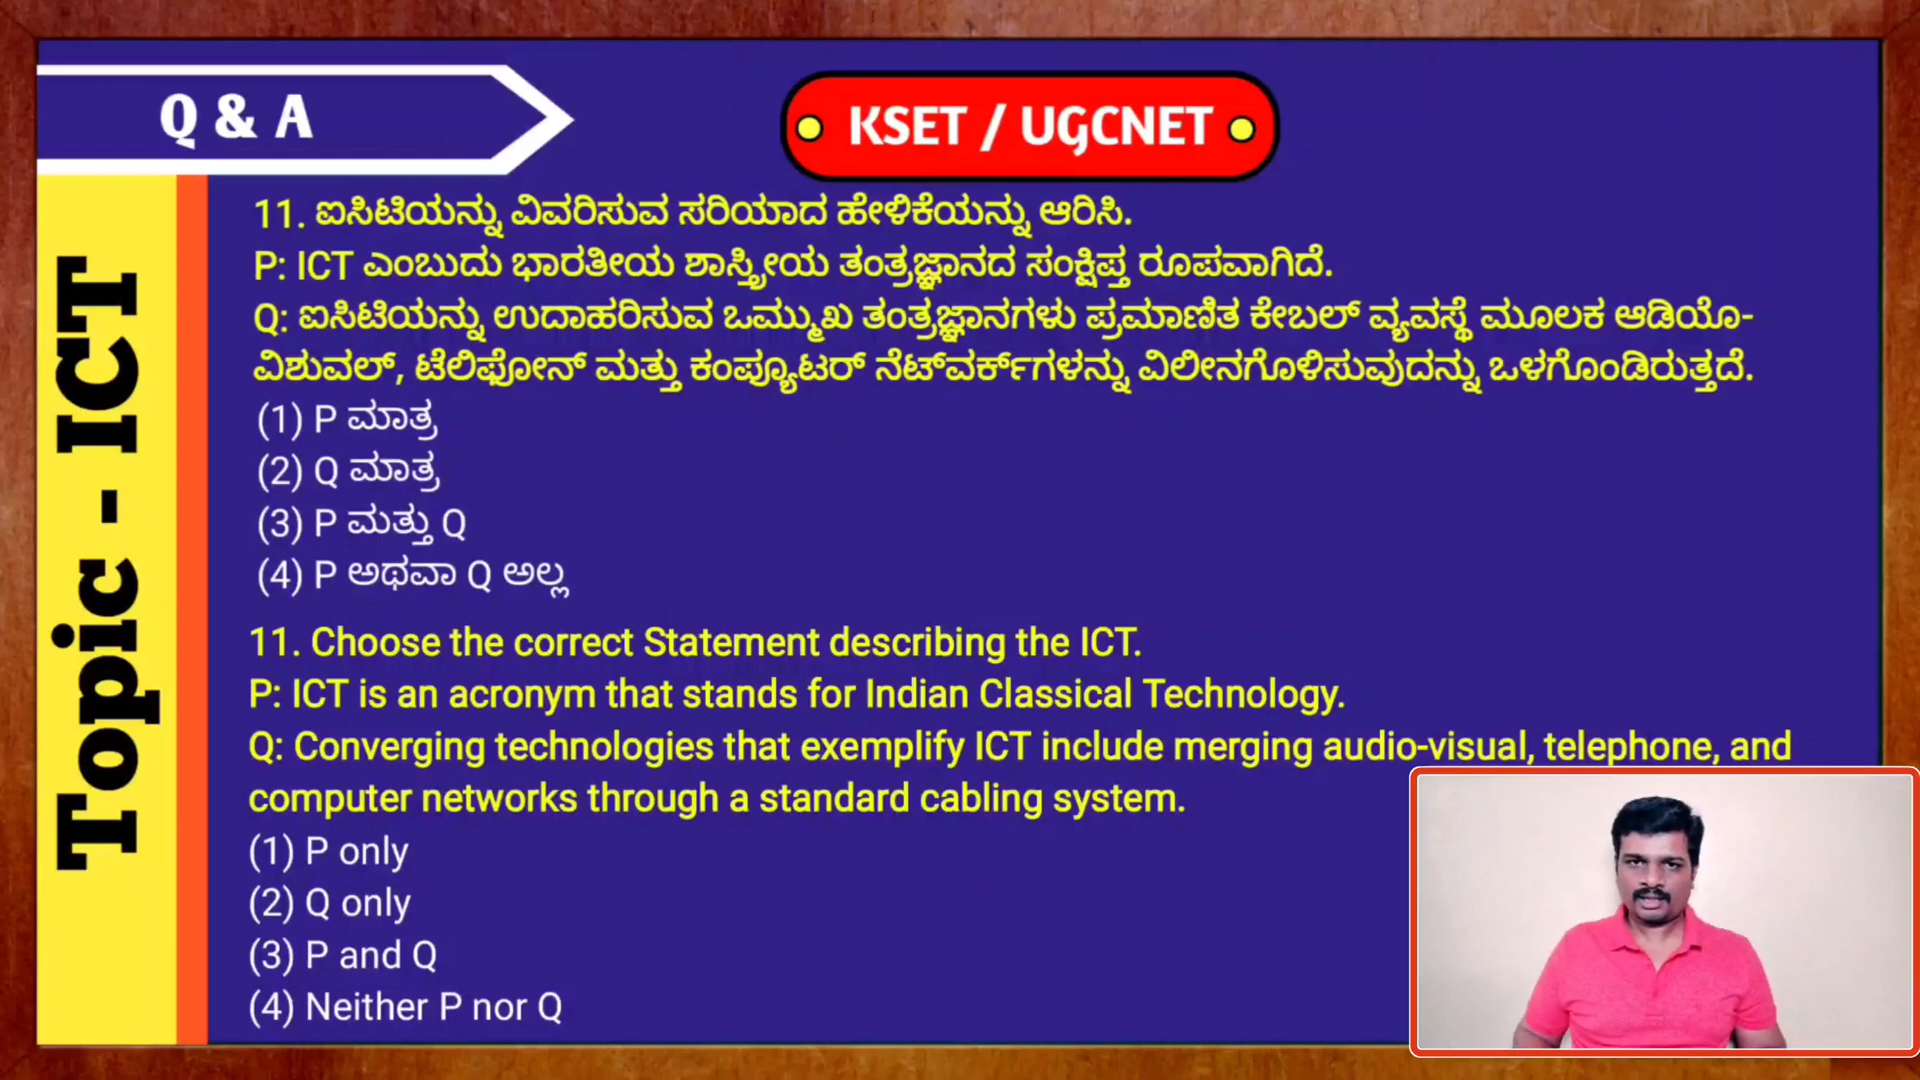 Q & A
KSET / UGCNET
Topic - ICT
11. ಐಸಿಟಿಯನ್ನು ವಿವರಿಸುವ ಸರಿಯಾದ ಹೇಳಿಕೆಯನ್ನು ಆರಿಸಿ.
P: ICT ಎಂಬುದು ಭಾರತೀಯ ಶಾಸ್ತ್ರೀಯ ತಂತ್ರಜ್ಞಾನದ ಸಂಕ್ಷಿಪ್ತ ರೂಪವಾಗಿದೆ.
Q: ಐಸಿಟಿಯನ್ನು ಉದಾಹರಿಸುವ ಒಮ್ಮುಖ ತಂತ್ರಜ್ಞಾನಗಳು ಪ್ರಮಾಣಿತ ಕೇಬಲ್ ವ್ಯವಸ್ಥೆ ಮೂಲಕ ಆಡಿಯೊ-
ವಿಶುವಲ್, ಟೆಲಿಫೋನ್ ಮತ್ತು ಕಂಪ್ಯೂಟರ್ ನೆಟ್‌ವರ್ಕ್‌ಗಳನ್ನು ವಿಲೀನಗೊಳಿಸುವುದನ್ನು ಒಳಗೊಂಡಿರುತ್ತದೆ.
(1) P ಮಾತ್ರ
(2) Q ಮಾತ್ರ
(3) P ಮತ್ತು Q
(4) P ಅಥವಾ Q ಅಲ್ಲ
11. Choose the correct Statement describing the ICT.
P: ICT is an acronym that stands for Indian Classical Technology.
Q: Converging technologies that exemplify ICT include merging audio-visual, telephone, and
computer networks through a standard cabling system.
(1) P only
(2) Q only
(3) P and Q
(4) Neither P nor Q